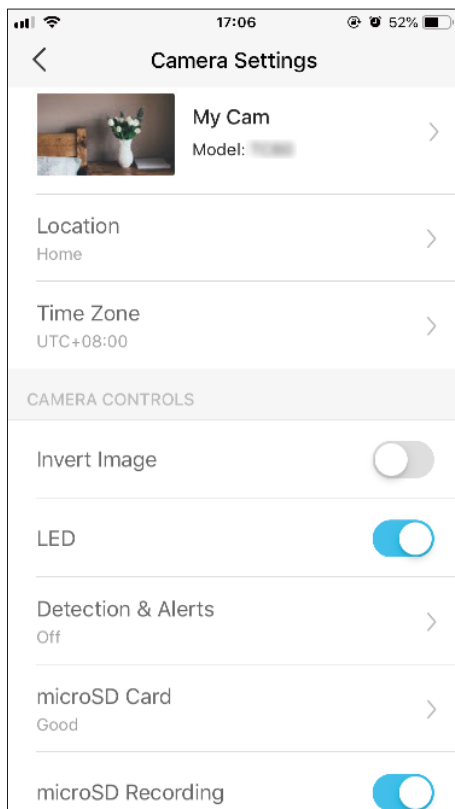 17:06
52%
Camera Settings
My Cam
Model:
Location
Home
Time Zone
UTC+08:00
CAMERA CONTROLS
Invert Image
LED
Detection & Alerts
Off
microSD Card
Good
microSD Recording